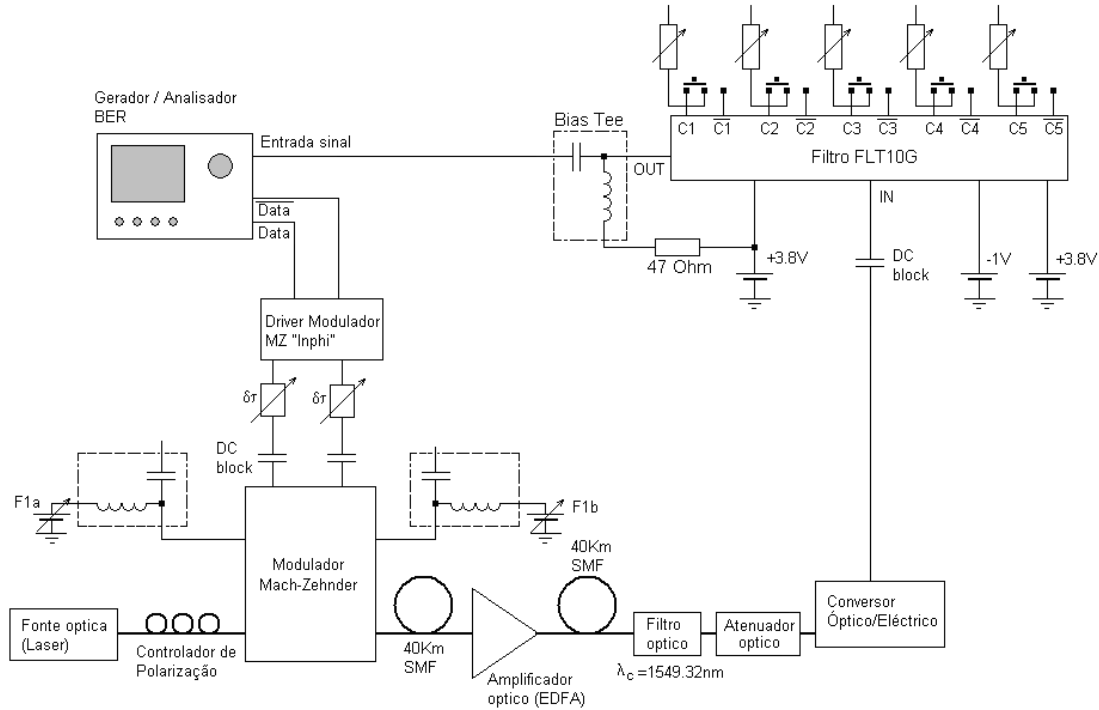 Gerador / Analisador
BER
Entrada sinal
Data
Data
Bias Tee
C1 C1 C2 C2 C3 C3 C4 C4 C5 C5
Filtro FLT10G
OUT
IN
47 Ohm
+3.8V
DC
block
-1V
+3.8V
Driver Modulador
MZ "Inphi"
δτ
δτ
DC
block
F1a
F1b
Modulador
Mach-Zehnder
Fonte optica
(Laser)
Controlador de
Polarização
40Km
SMF
Amplificador
optico (EDFA)
40Km
SMF
Filtro
optico
λc =1549.32nm
Atenuador
optico
Conversor
Óptico/Eléctrico